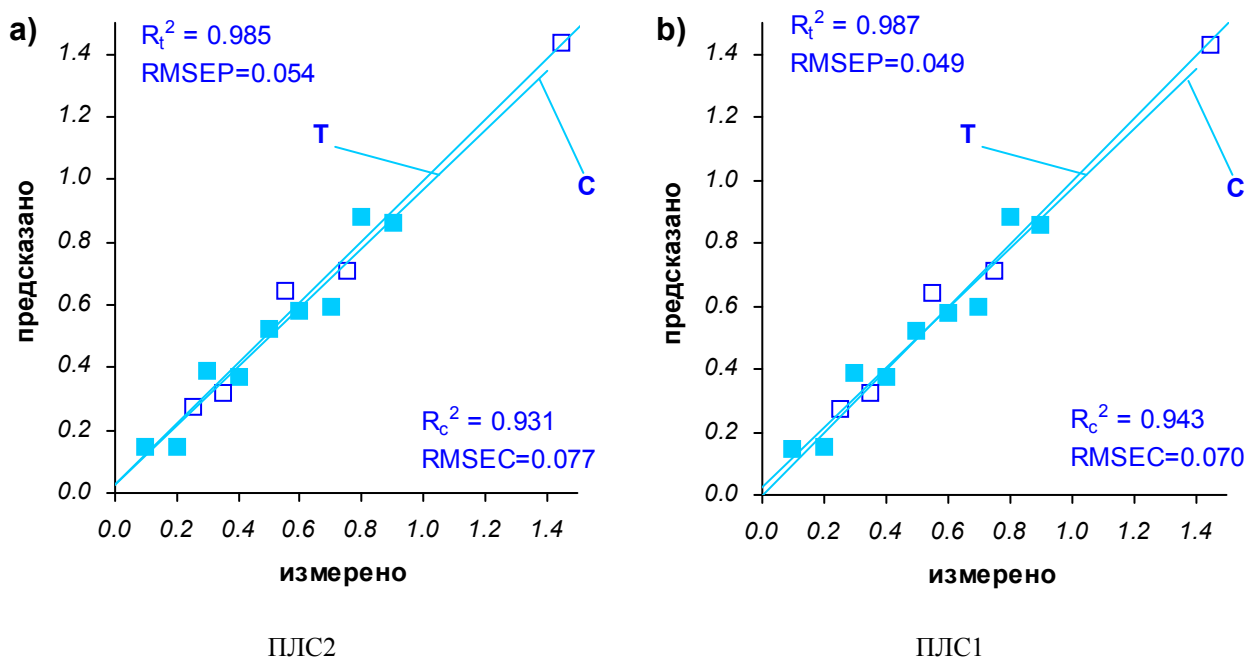 a)
R_t^2 = 0.985
RMSEP=0.054
T
C
R_c^2 = 0.931
RMSEC=0.077
предсказано
1.4
1.2
1.0
0.8
0.6
0.4
0.2
0.0
0.0 0.2 0.4 0.6 0.8 1.0 1.2 1.4
измерено
ПЛС2
b)
R_t^2 = 0.987
RMSEP=0.049
T
C
R_c^2 = 0.943
RMSEC=0.070
предсказано
1.4
1.2
1.0
0.8
0.6
0.4
0.2
0.0
0.0 0.2 0.4 0.6 0.8 1.0 1.2 1.4
измерено
ПЛС1